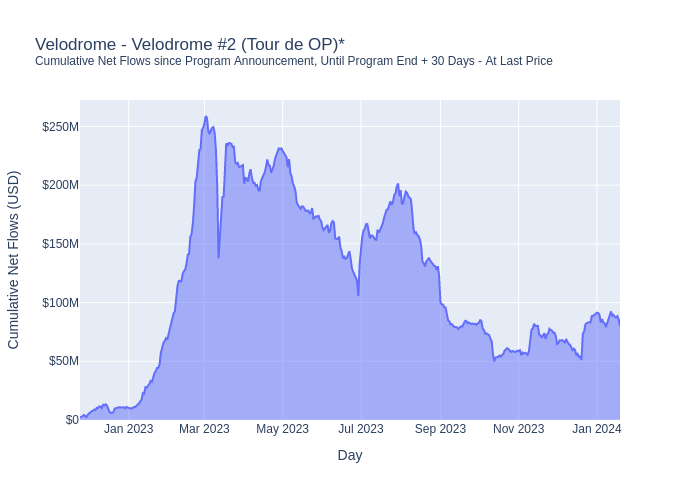 Velodrome - Velodrome #2 (Tour de OP)*
Cumulative Net Flows since Program Announcement, Until Program End + 30 Days - At Last Price
Cumulative Net Flows (USD)
$250M
$200M
$150M
$100M
$50M
$0
Jan 2023 Mar 2023 May 2023 Jul 2023 Sep 2023 Nov 2023 Jan 2024
Day